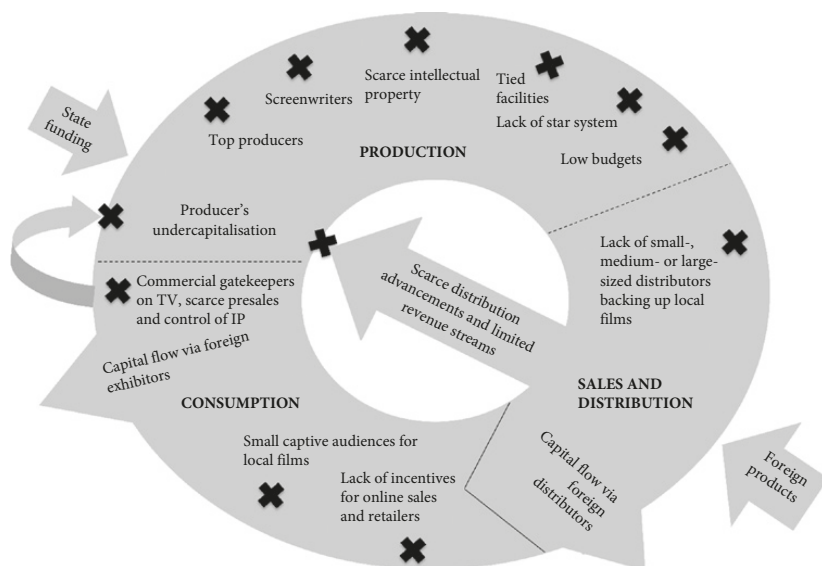 State
funding
Top producers
Screenwriters
Scarce intellectual
property
Tied
facilities
Lack of star system
Low budgets
PRODUCTION
Producer's
undercapitalisation
Commercial gatekeepers
on TV, scarce presales
and control of IP
Capital flow via foreign
exhibitors
CONSUMPTION
Small captive audiences for
local films
Lack of incentives
for online sales
and retailers
Scarce distribution
advancements and limited
revenue streams
Lack of small-,
medium- or large-
sized distributors
backing up local
films
SALES AND
DISTRIBUTION
Capital flow via
foreign
distributors
Foreign
products